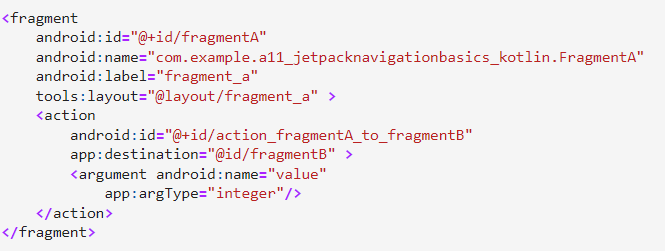 <fragment
    android:id="@+id/fragmentA"
    android:name="com.example.a11_jetpacknavigationbasics_kotlin.FragmentA"
    android:label="fragment_a"
    tools:layout="@layout/fragment_a" >
    <action
        android:id="@+id/action_fragmentA_to_fragmentB"
        app:destination="@id/fragmentB" >
        <argument android:name="value"
            app:argType="integer"/>
    </action>
</fragment>